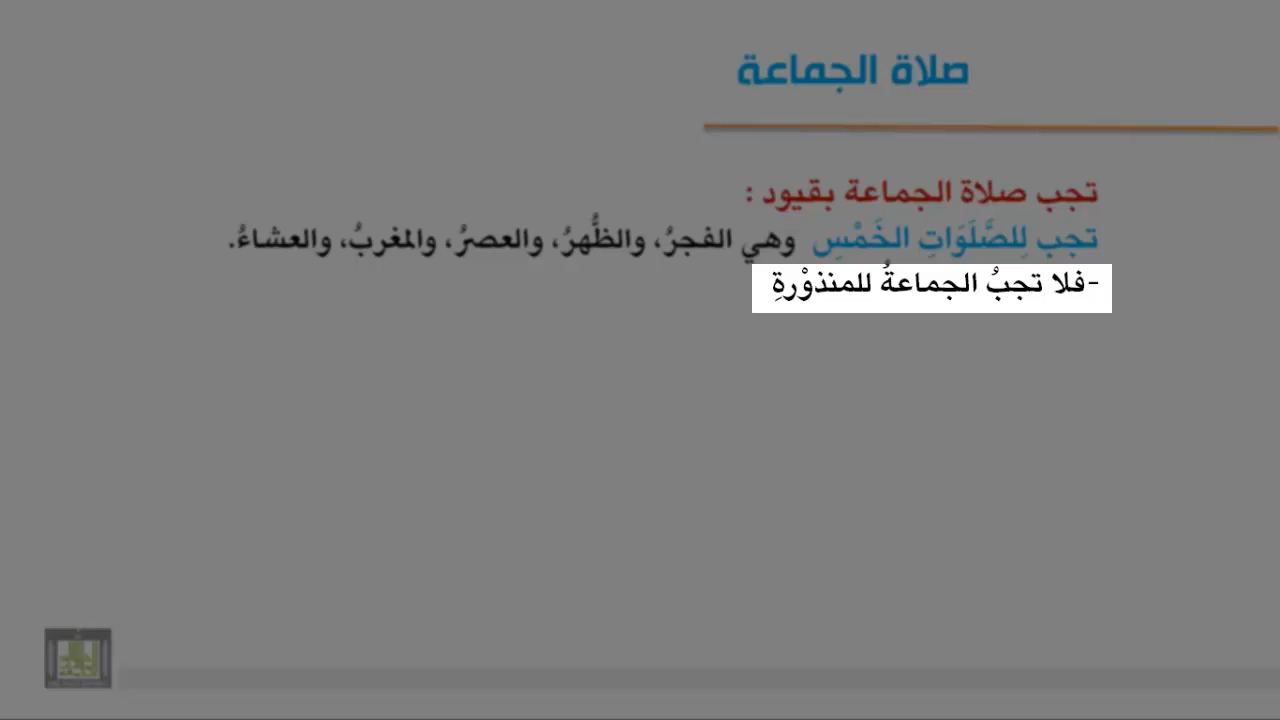 صلاة الجماعة
تجب صلاة الجماعة بقيود :
تجب لِلصَّلَوَاتِ الخَمْسِ وهي الفجرُ، والظُّهرُ، والعصرُ، والمغربُ، والعشاءُ.
-فلا تجبُ الجماعةُ للمنذوْرةِ